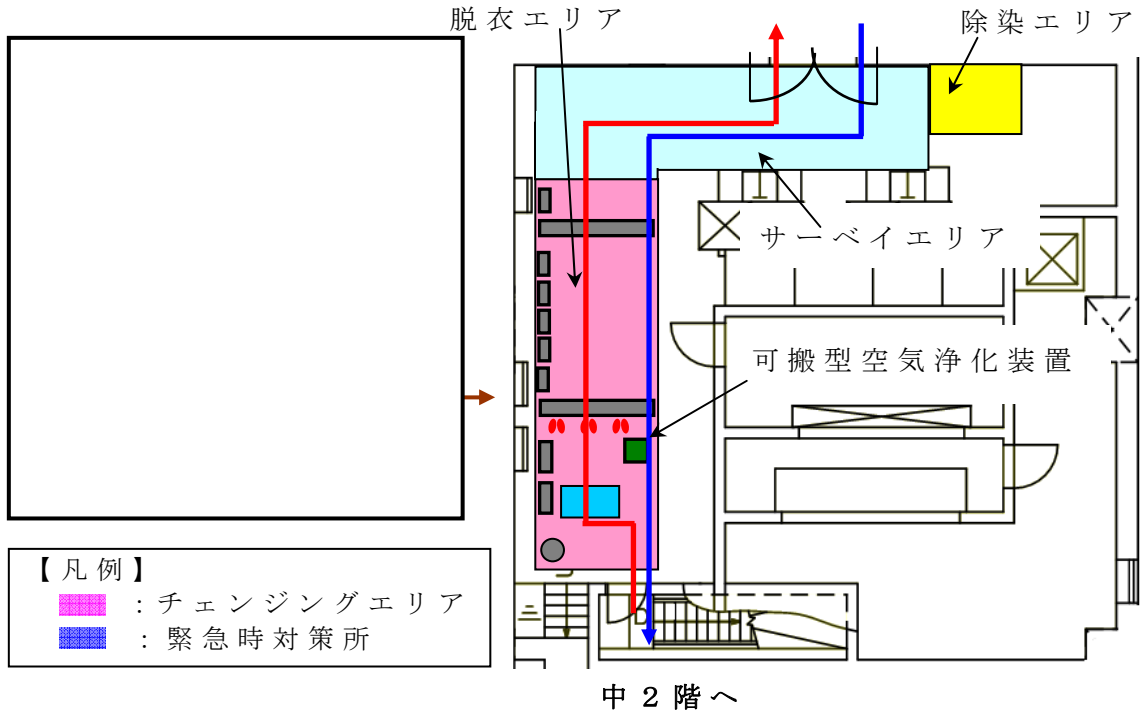 脱衣エリア
除染エリア
サーベイエリア
可搬型空気浄化装置
【凡例】
：チェンジングエリア
：緊急時対策所
中２階へ